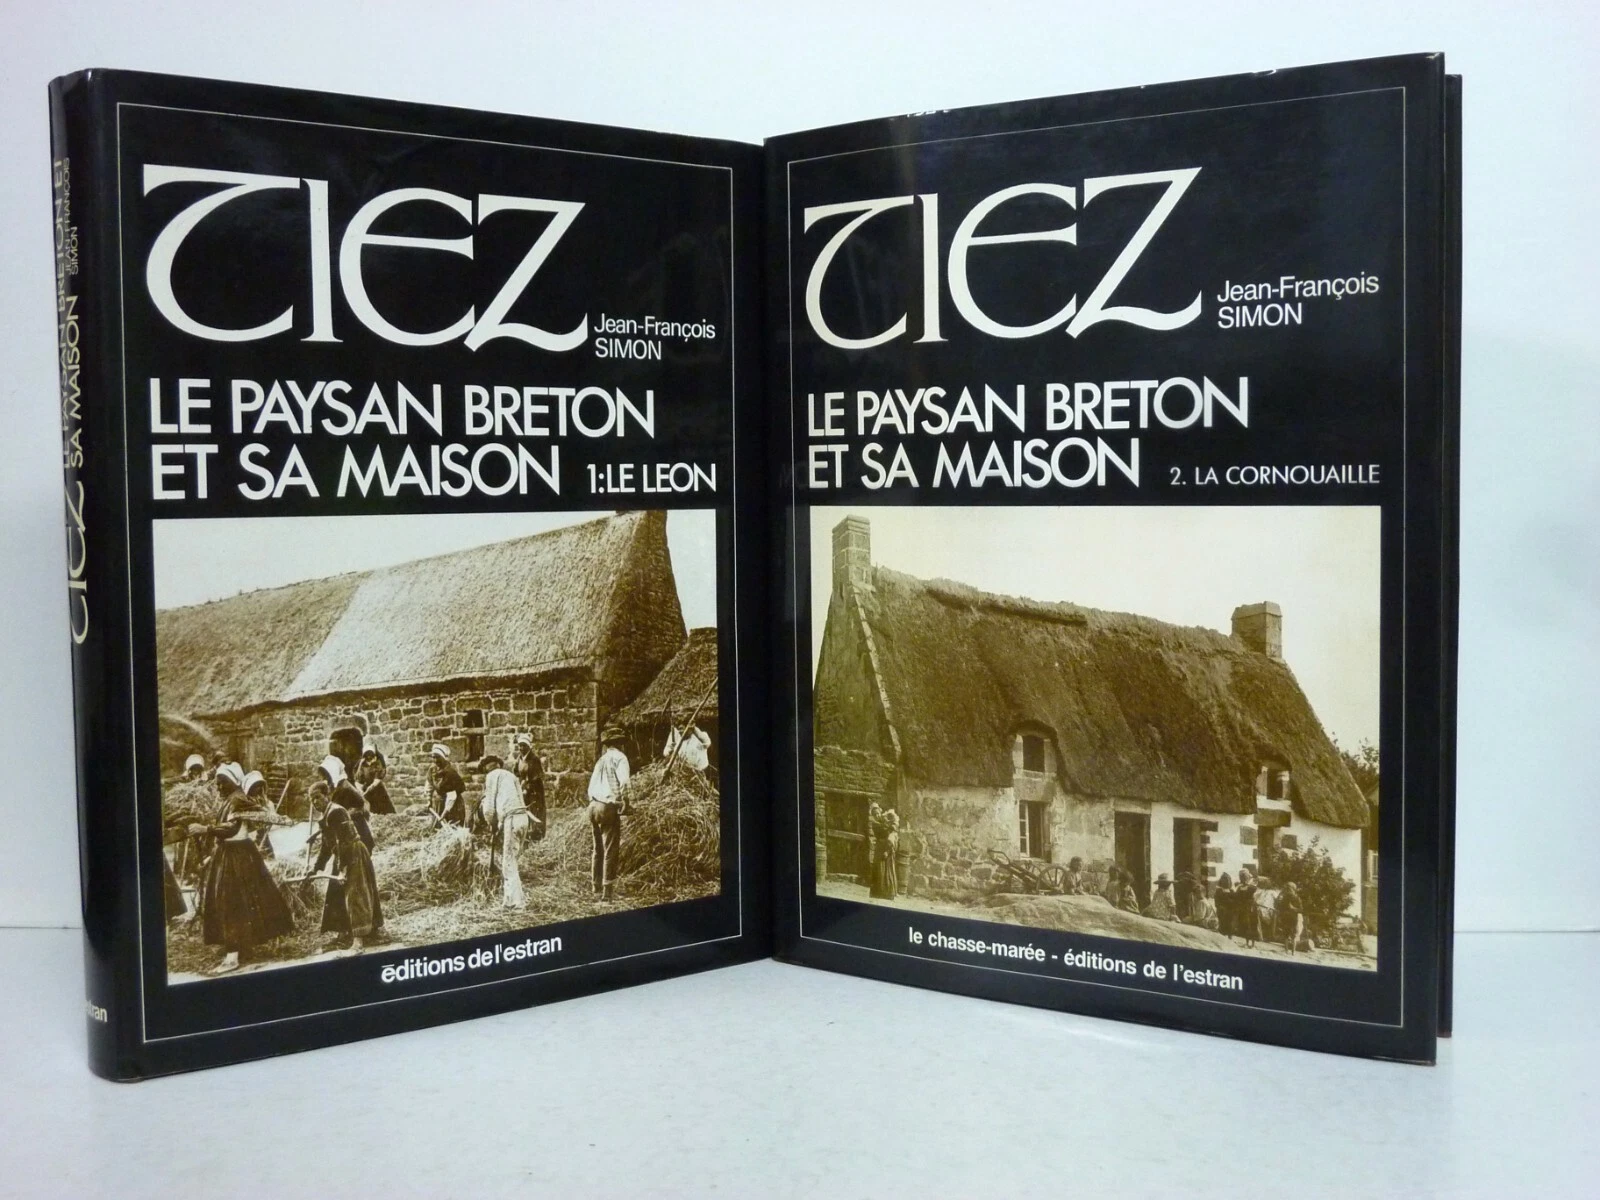 TIEZ
Jean-François
SIMON
LE PAYSAN BRETON
ET SA MAISON 1: LE LEON
éditions de l'estran
TIEZ
Jean-François
SIMON
LE PAYSAN BRETON
ET SA MAISON 2. LA CORNOUAILLE
le chasse-marée - éditions de l'estran
TIEZ LE PAYSAN BRETON ET
SA MAISON
JEAN-FRANÇOIS
SIMON